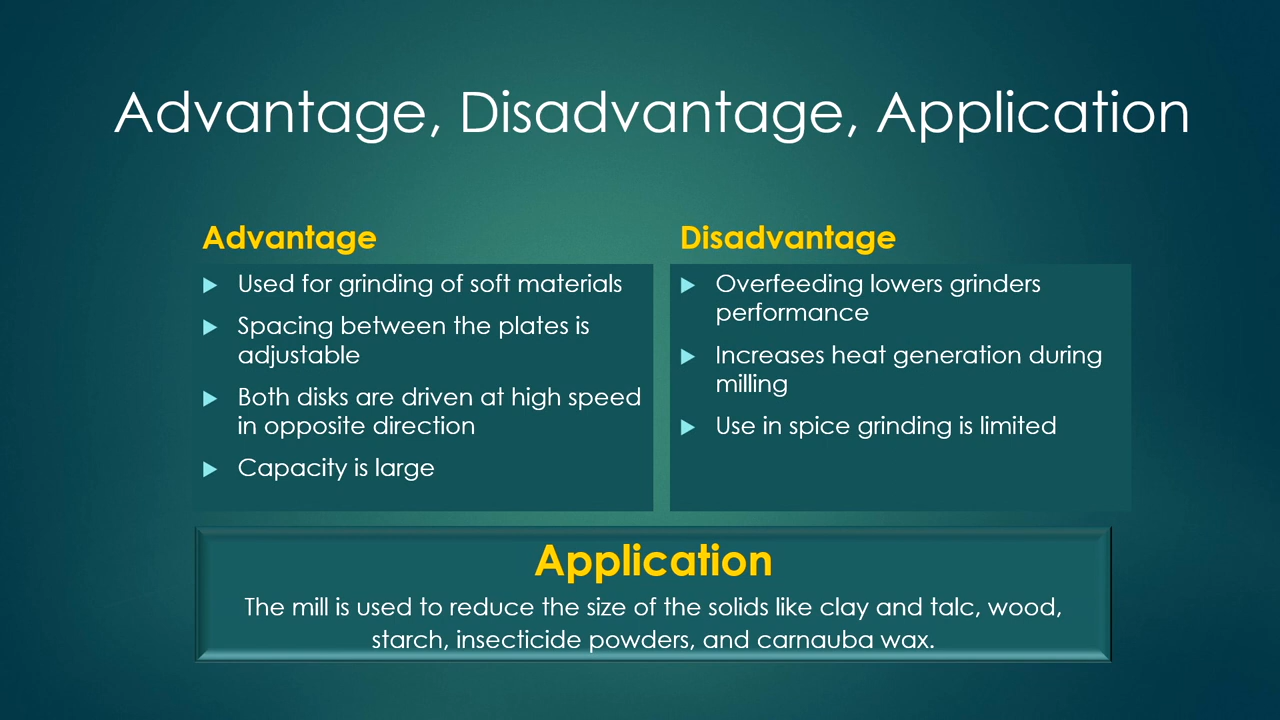 Advantage, Disadvantage, Application
Advantage
Used for grinding of soft materials
Spacing between the plates is
adjustable
Both disks are driven at high speed
in opposite direction
Capacity is large
Disadvantage
Overfeeding lowers grinders
performance
Increases heat generation during
milling
Use in spice grinding is limited
Application
The mill is used to reduce the size of the solids like clay and talc, wood,
starch, insecticide powders, and carnauba wax.